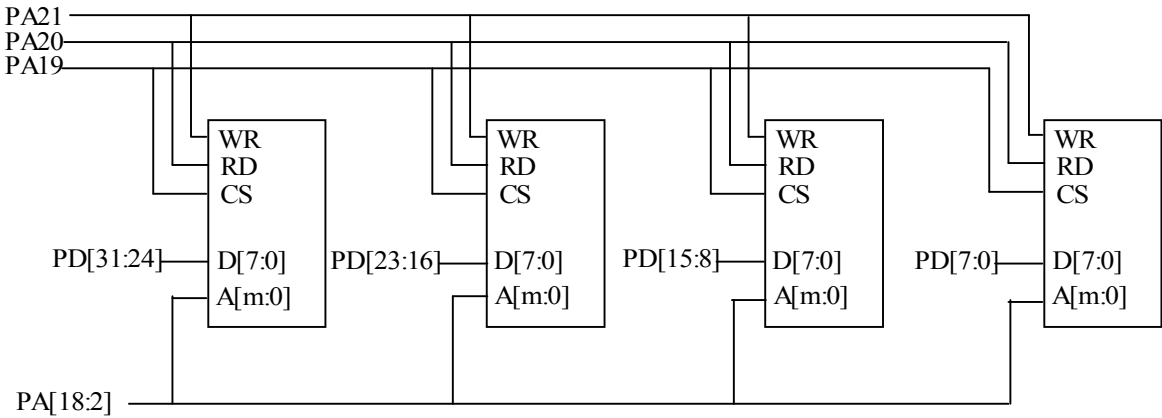 PA21
PA20
PA19
WR
RD
CS
PD[31:24]
D[7:0]
A[m:0]
WR
RD
CS
PD[23:16]
D[7:0]
A[m:0]
WR
RD
CS
PD[15:8]
D[7:0]
A[m:0]
WR
RD
CS
PD[7:0]
D[7:0]
A[m:0]
PA[18:2]